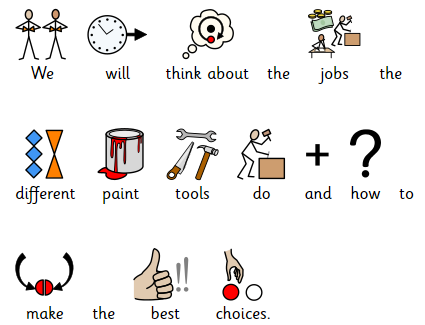 We will think about the jobs the
different paint tools do and how to
make the best choices.